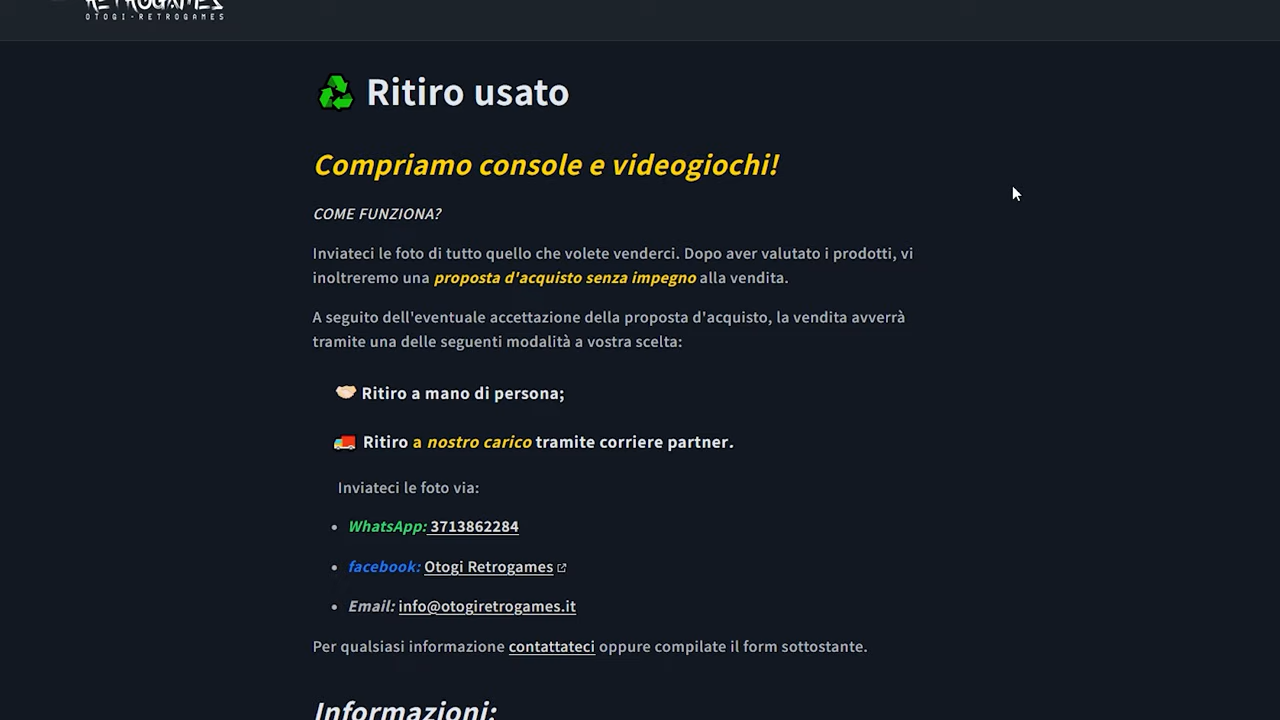 RETROGAMES
OTOGI-RETROGAMES
Ritiro usato
Compriamo console e videogiochi!
COME FUNZIONA?
Inviateci le foto di tutto quello che volete venderci. Dopo aver valutato i prodotti, vi
inoltreremo una proposta d'acquisto senza impegno alla vendita.
A seguito dell'eventuale accettazione della proposta d'acquisto, la vendita avverrà
tramite una delle seguenti modalità a vostra scelta:
Ritiro a mano di persona;
Ritiro a nostro carico tramite corriere partner.
Inviateci le foto via:
WhatsApp: 3713862284
facebook: Otogi Retrogames
Email: info@otogiretrogames.it
Per qualsiasi informazione contattateci oppure compilate il form sottostante.
Informazioni: